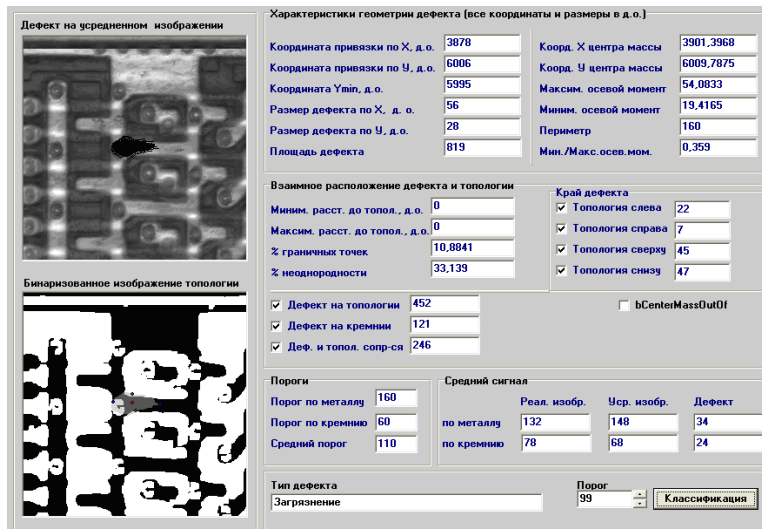 Дефект на усредненном изображении
Характеристики геометрии дефекта (все координаты и размеры в д.о.)
Координата привязки по X, д.о. 3878 Коорд. X центра массы 3901,3968
Координата привязки по У, д.о. 6006 Коорд. У центра массы 6009,7875
Координата Ymin, д.о. 5995 Максим. осевой момент 54,0833
Размер дефекта по X, д.о. 56 Миним. осевой момент 19,4165
Размер дефекта по У, д.о. 28 Периметр 160
Площадь дефекта 819 Мин./Макс.осев.мом. 0,359
Взаимное расположение дефекта и топологии
Миним. расст. до топол., д.о. 0
Максим. расст. до топол., д.о. 0
% граничных точек 10,8841
% неоднородности 33,139
Край дефекта
Топология слева 22
Топология справа 7
Топология сверху 45
Топология снизу 47
Бинаризованное изображение топологии
Дефект на топологии 452 bCenterMassOutOf
Дефект на кремнии 121
Деф. и топол. сопр-ся 246
Пороги
Порог по металлу 160
Порог по кремнию 60
Средний порог 110
Средний сигнал
Реал. изобр. Уср. изобр. Дефект
по металлу 132 148 34
по кремнию 78 68 24
Тип дефекта
Загрязнение
Порог
99
Классификация